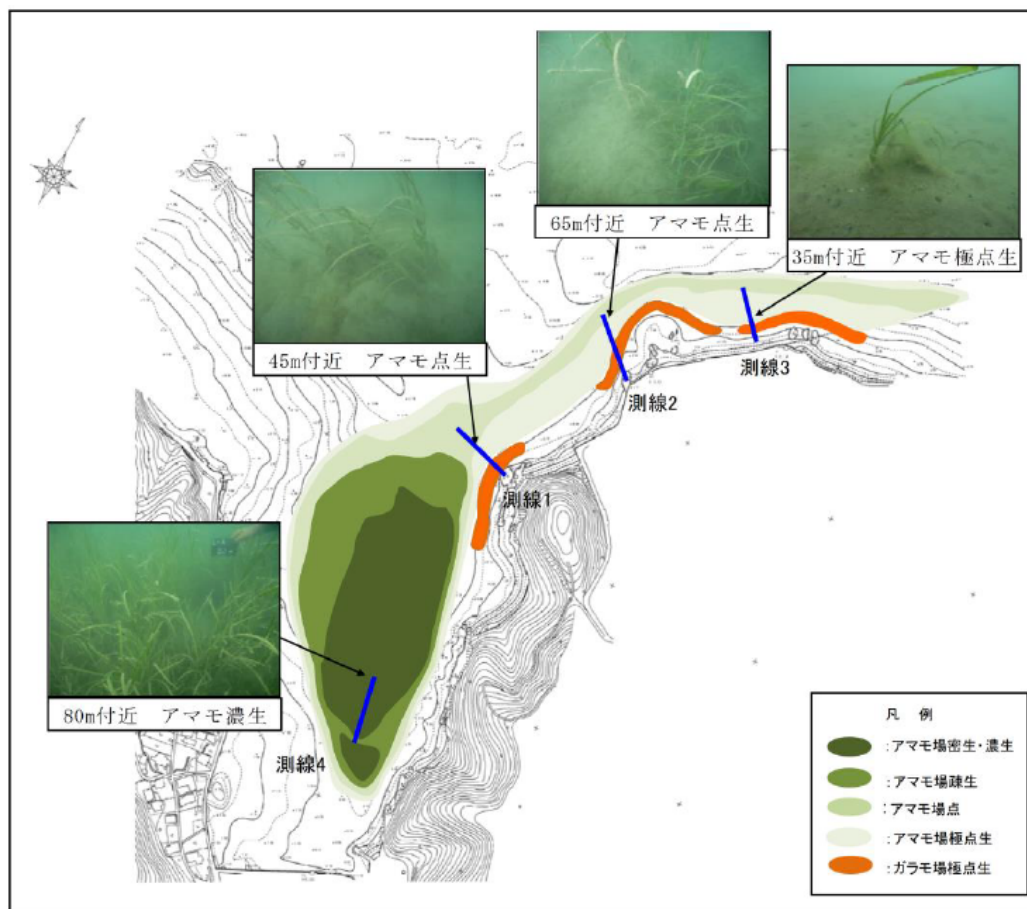 65m付近　アマモ点生
35m付近　アマモ極点生
45m付近　アマモ点生
測線3
測線2
測線1
80m付近　アマモ濃生
測線4
凡　例
:アマモ場密生・濃生
:アマモ場疎生
:アマモ場点
:アマモ場極点生
:ガラモ場極点生